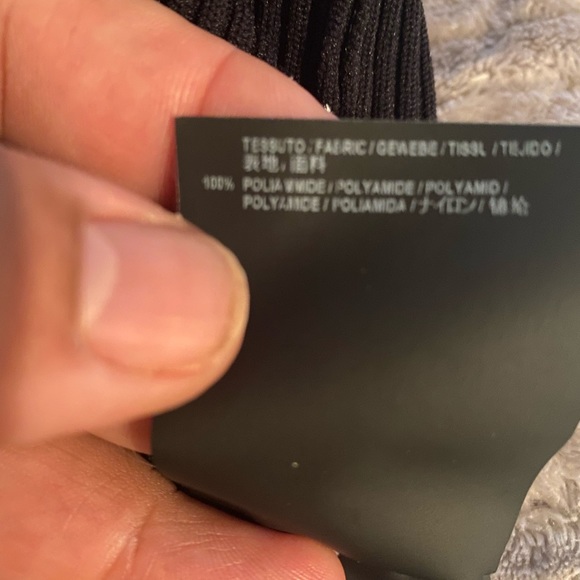 TESSUTO / FABRIC / GEWEBE / TISSU / TEJIDO /
表地, 面料
100% POLIAMMIDE / POLYAMIDE / POLYAMID /
POLYAMIDE / POLIAMIDA / ナイロン / 锦纶